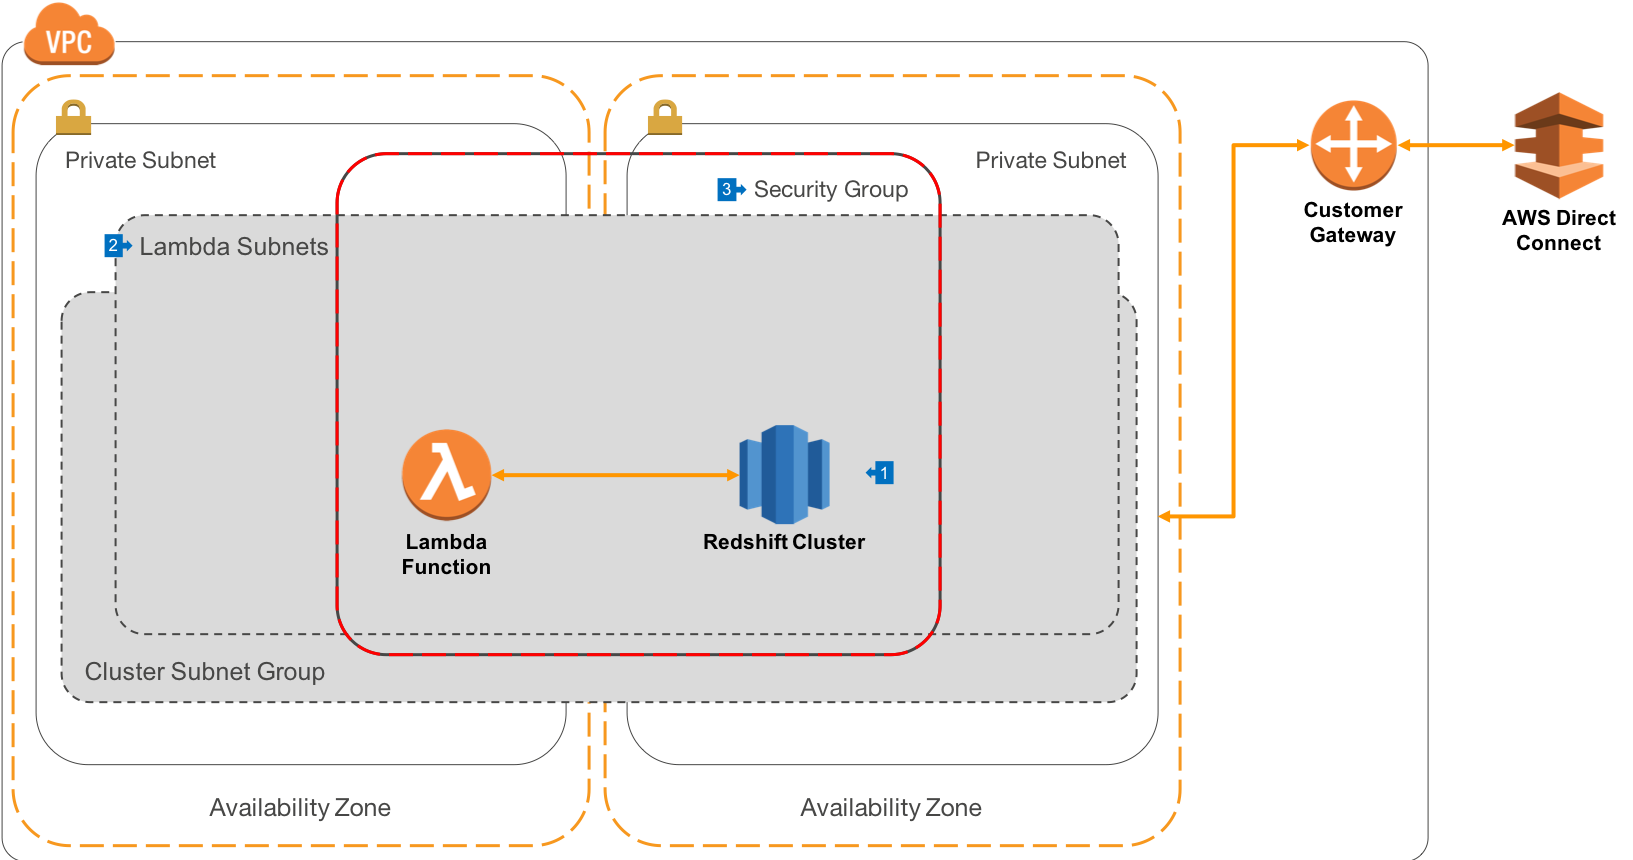 VPC
Private Subnet
Private Subnet
3 Security Group
2 Lambda Subnets
Customer
Gateway
AWS Direct
Connect
1
Lambda
Function
Redshift Cluster
Cluster Subnet Group
Availability Zone
Availability Zone